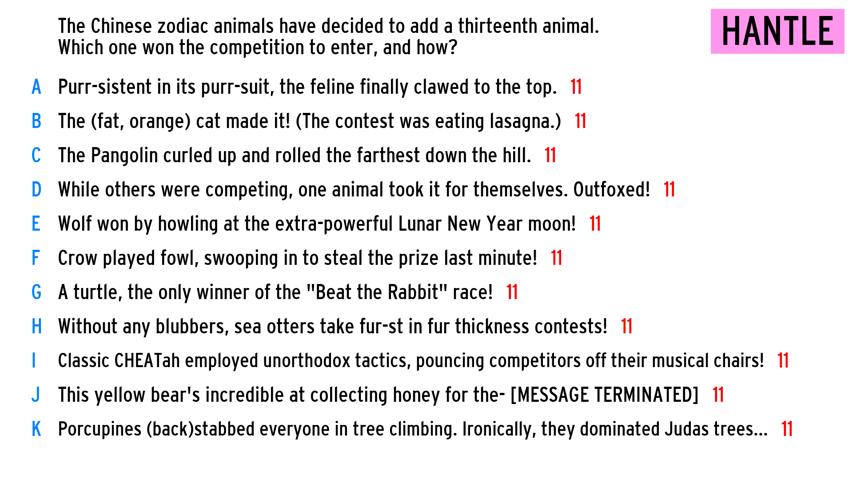 The Chinese zodiac animals have decided to add a thirteenth animal.
Which one won the competition to enter, and how?
HANTLE
A Purr-sistent in its purr-suit, the feline finally clawed to the top. 11
B The (fat, orange) cat made it! (The contest was eating lasagna.) 11
C The Pangolin curled up and rolled the farthest down the hill. 11
D While others were competing, one animal took it for themselves. Outfoxed! 11
E Wolf won by howling at the extra-powerful Lunar New Year moon! 11
F Crow played fowl, swooping in to steal the prize last minute! 11
G A turtle, the only winner of the "Beat the Rabbit" race! 11
H Without any blubbers, sea otters take fur-st in fur thickness contests! 11
I Classic CHEATah employed unorthodox tactics, pouncing competitors off their musical chairs! 11
J This yellow bear's incredible at collecting honey for the- [MESSAGE TERMINATED] 11
K Porcupines (back)stabbed everyone in tree climbing. Ironically, they dominated Judas trees... 11